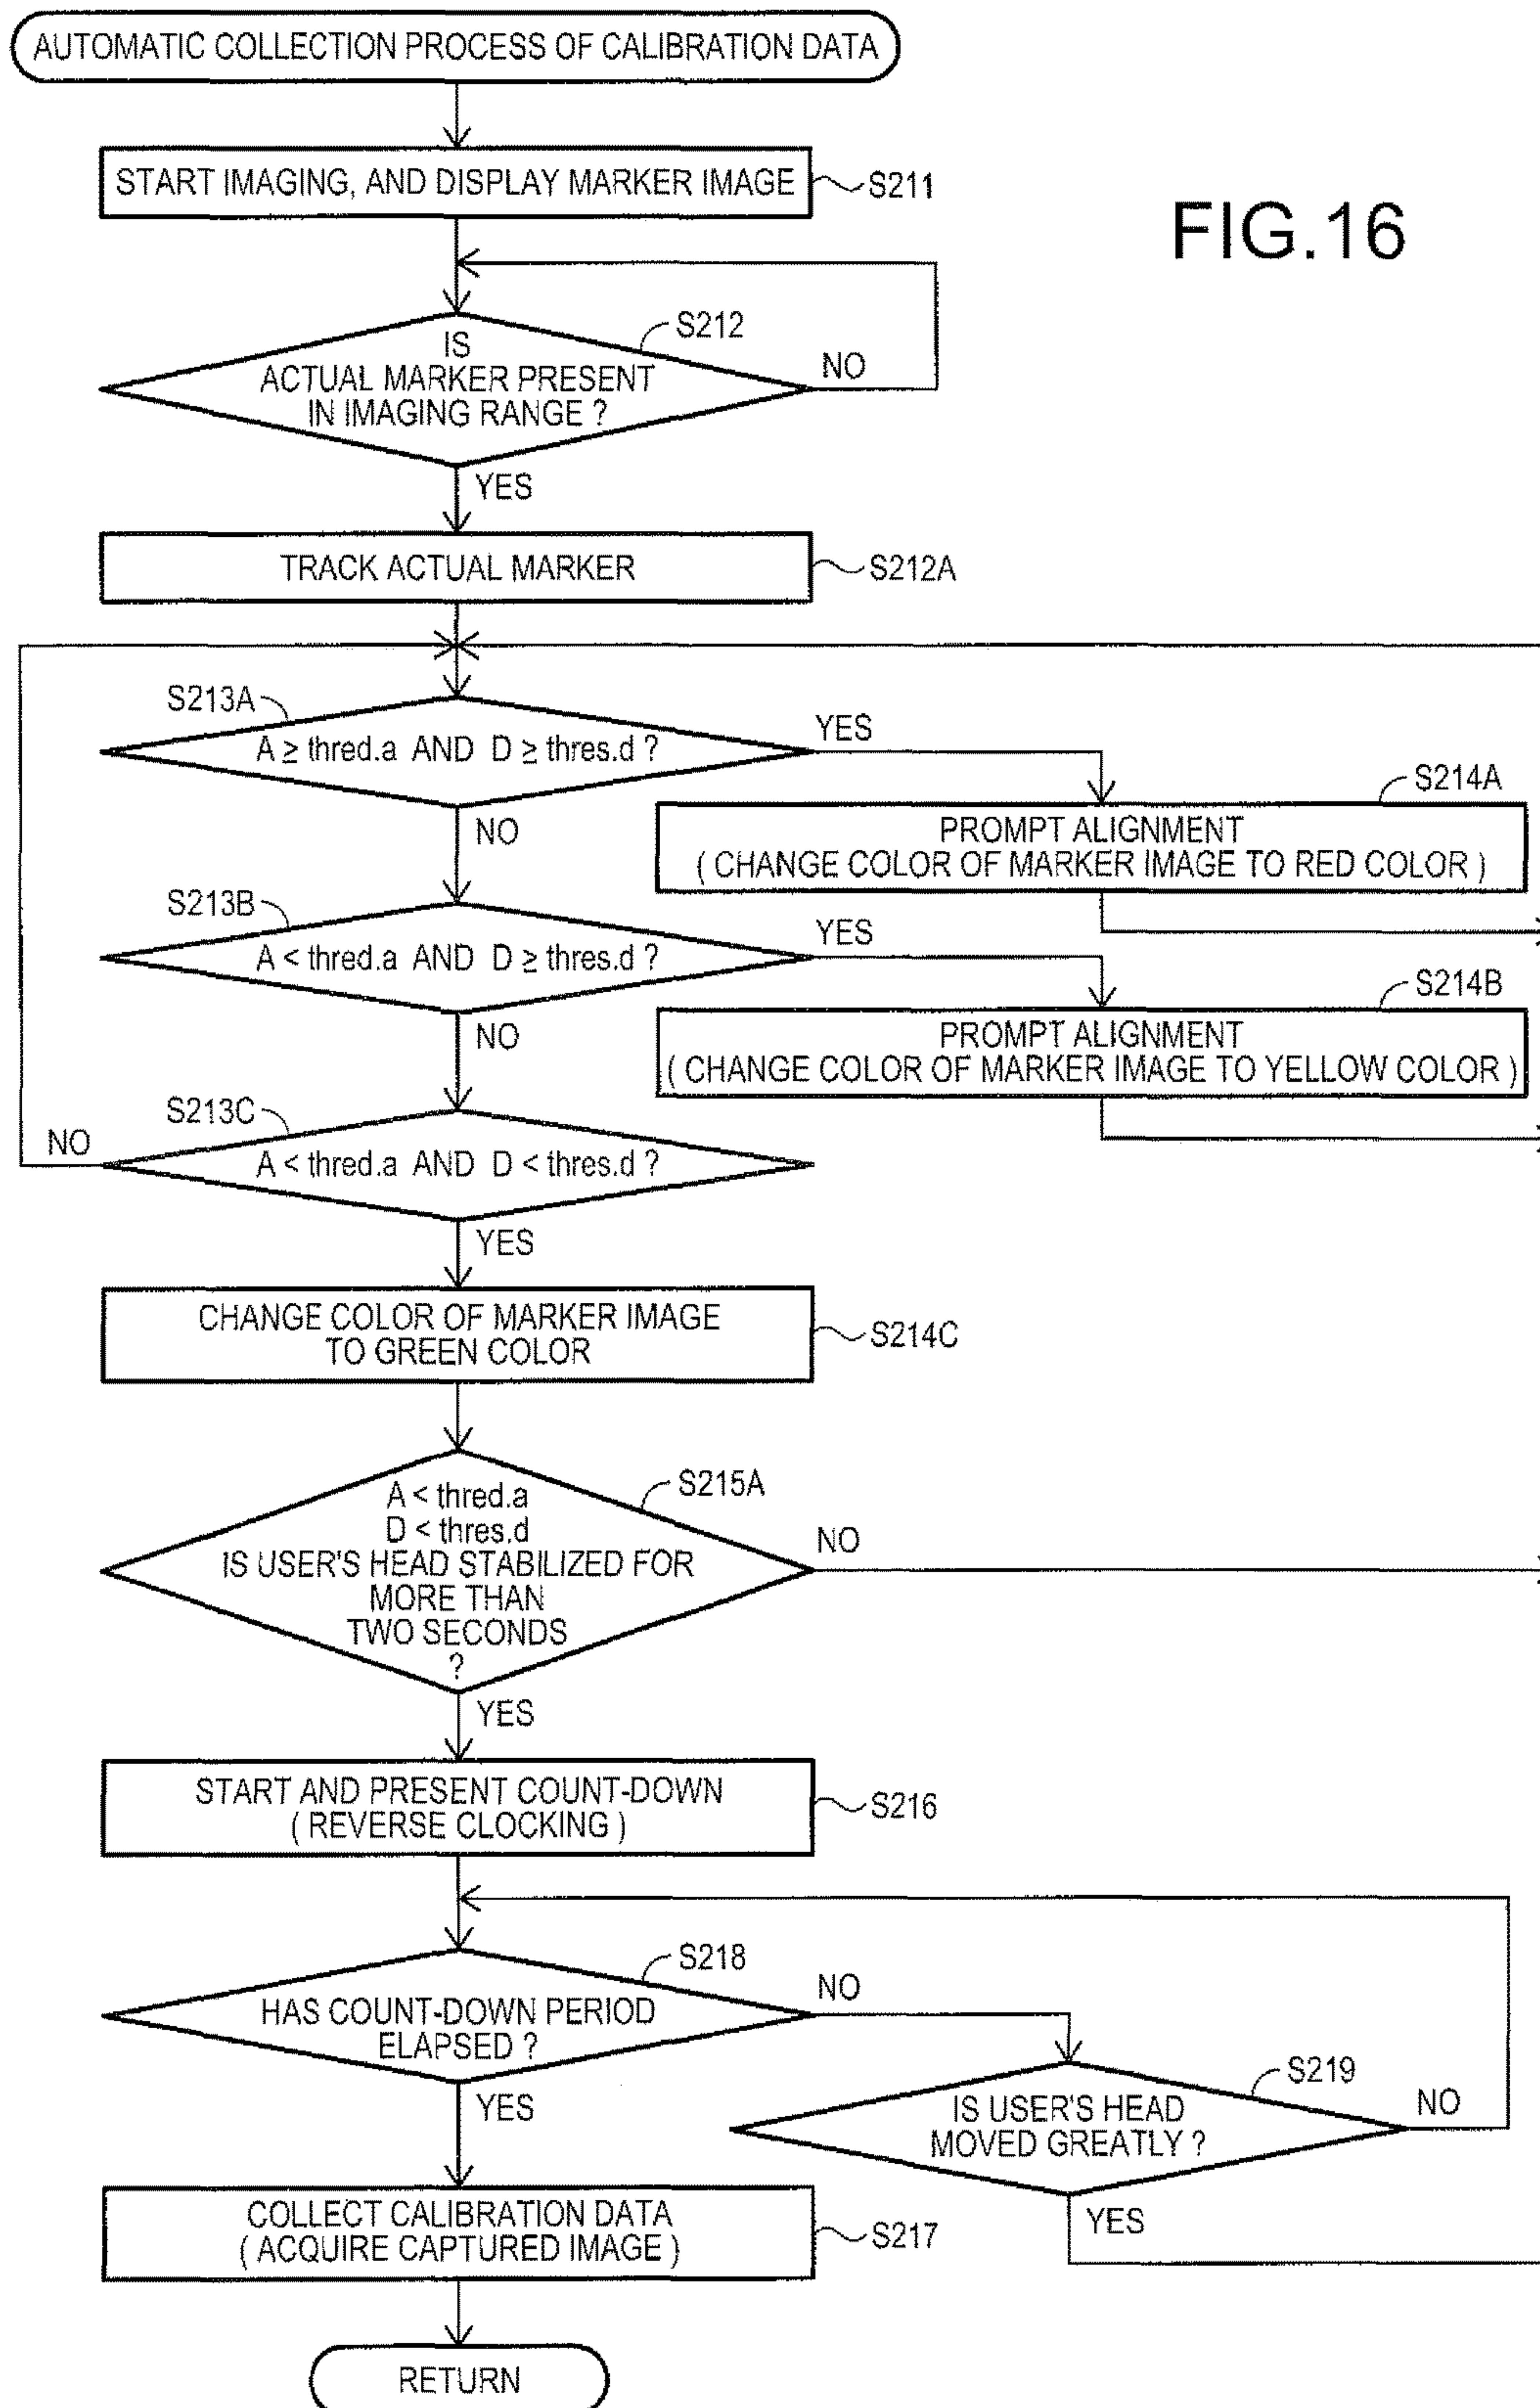 AUTOMATIC COLLECTION PROCESS OF CALIBRATION DATA
START IMAGING, AND DISPLAY MARKER IMAGE
S211
FIG.16
S212
IS
ACTUAL MARKER PRESENT
IN IMAGING RANGE ?
NO
YES
TRACK ACTUAL MARKER
S212A
S213A
A ≥ thred.a AND D ≥ thres.d ?
YES
NO
S214A
PROMPT ALIGNMENT
( CHANGE COLOR OF MARKER IMAGE TO RED COLOR )
S213B
A < thred.a AND D ≥ thres.d ?
YES
NO
S214B
PROMPT ALIGNMENT
( CHANGE COLOR OF MARKER IMAGE TO YELLOW COLOR )
S213C
NO
A < thred.a AND D < thres.d ?
YES
CHANGE COLOR OF MARKER IMAGE
TO GREEN COLOR
S214C
S215A
A < thred.a
D < thres.d
IS USER'S HEAD STABILIZED FOR
MORE THAN
TWO SECONDS
?
NO
YES
START AND PRESENT COUNT-DOWN
( REVERSE CLOCKING )
S216
S218
HAS COUNT-DOWN PERIOD
ELAPSED ?
NO
YES
S219
IS USER'S HEAD
MOVED GREATLY ?
NO
YES
COLLECT CALIBRATION DATA
( ACQUIRE CAPTURED IMAGE )
S217
RETURN